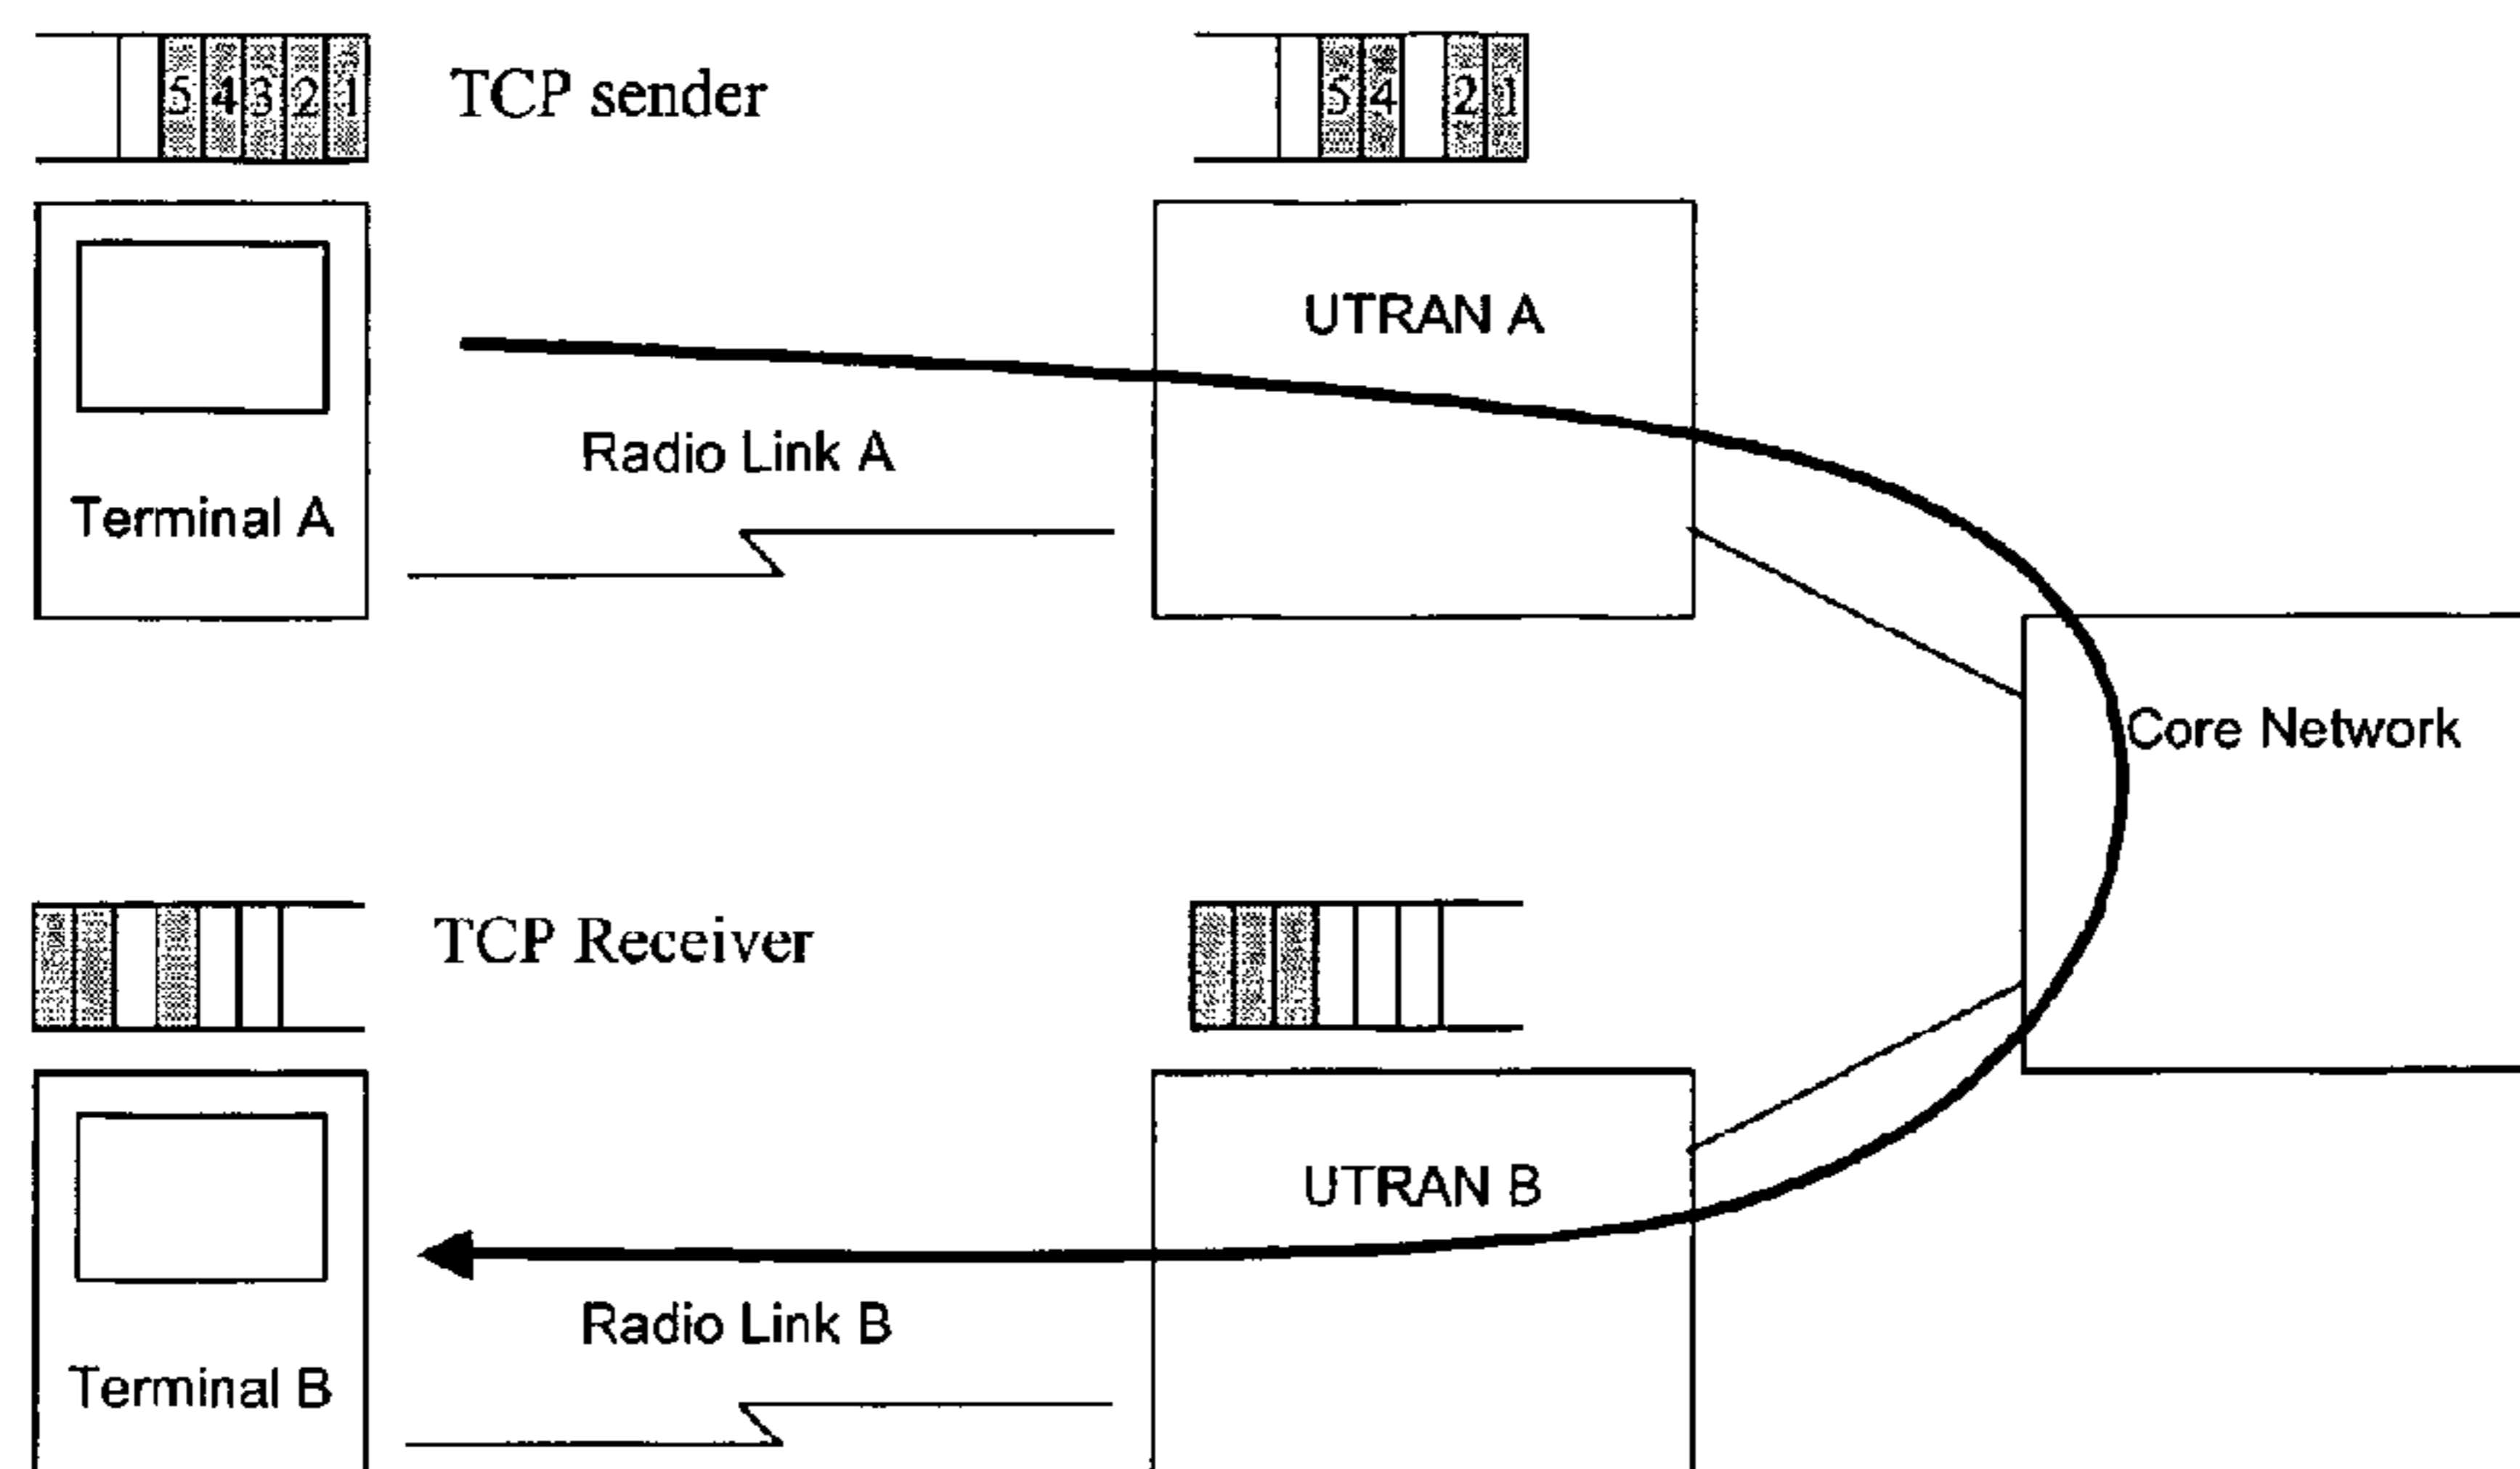 5 4 3 2 1
TCP sender
5 4 2 1
UTRAN A
Radio Link A
Terminal A
Core Network
TCP Receiver
UTRAN B
Radio Link B
Terminal B